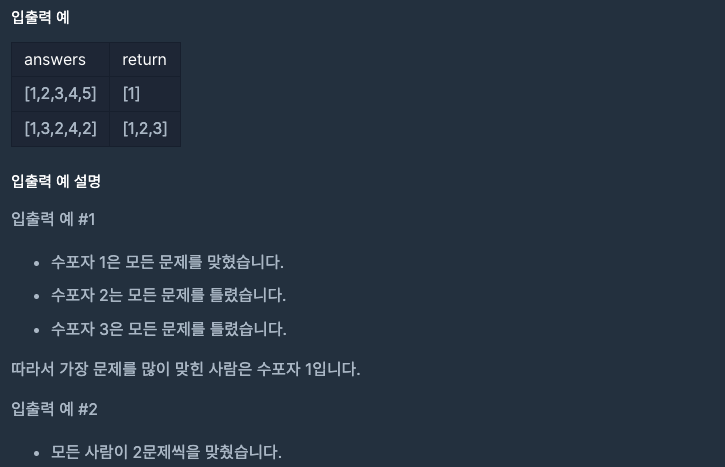 입출력 예
answers return
[1,2,3,4,5] [1]
[1,3,2,4,2] [1,2,3]
입출력 예 설명
입출력 예 #1
• 수포자 1은 모든 문제를 맞혔습니다.
• 수포자 2는 모든 문제를 틀렸습니다.
• 수포자 3은 모든 문제를 틀렸습니다.
따라서 가장 문제를 많이 맞힌 사람은 수포자 1입니다.
입출력 예 #2
• 모든 사람이 2문제씩을 맞췄습니다.